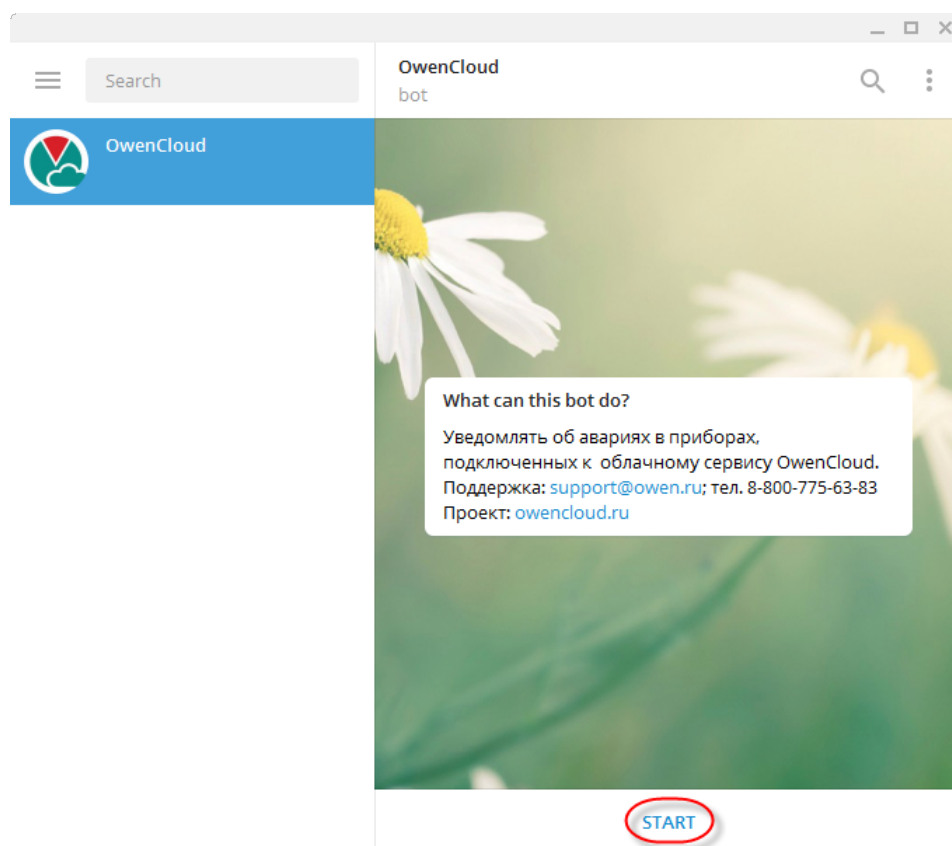 Search
OwenCloud
bot
OwenCloud
What can this bot do?
Уведомлять об авариях в приборах,
подключенных к облачному сервису OwenCloud.
Поддержка: support@owen.ru; тел. 8-800-775-63-83
Проект: owencloud.ru
START